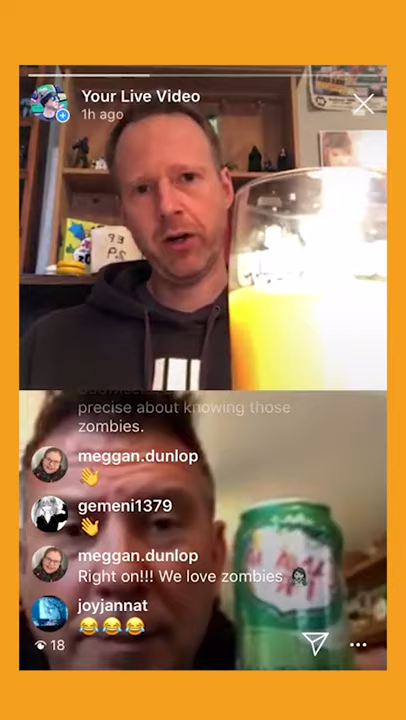 Your Live Video
1h ago
93
P.S
precise about knowing those
zombies.
meggan.dunlop
👋
gemeni1379
👋
meggan.dunlop
Right on!!! We love zombies 🧟‍♀️
joyjannat
😂😂😂
18